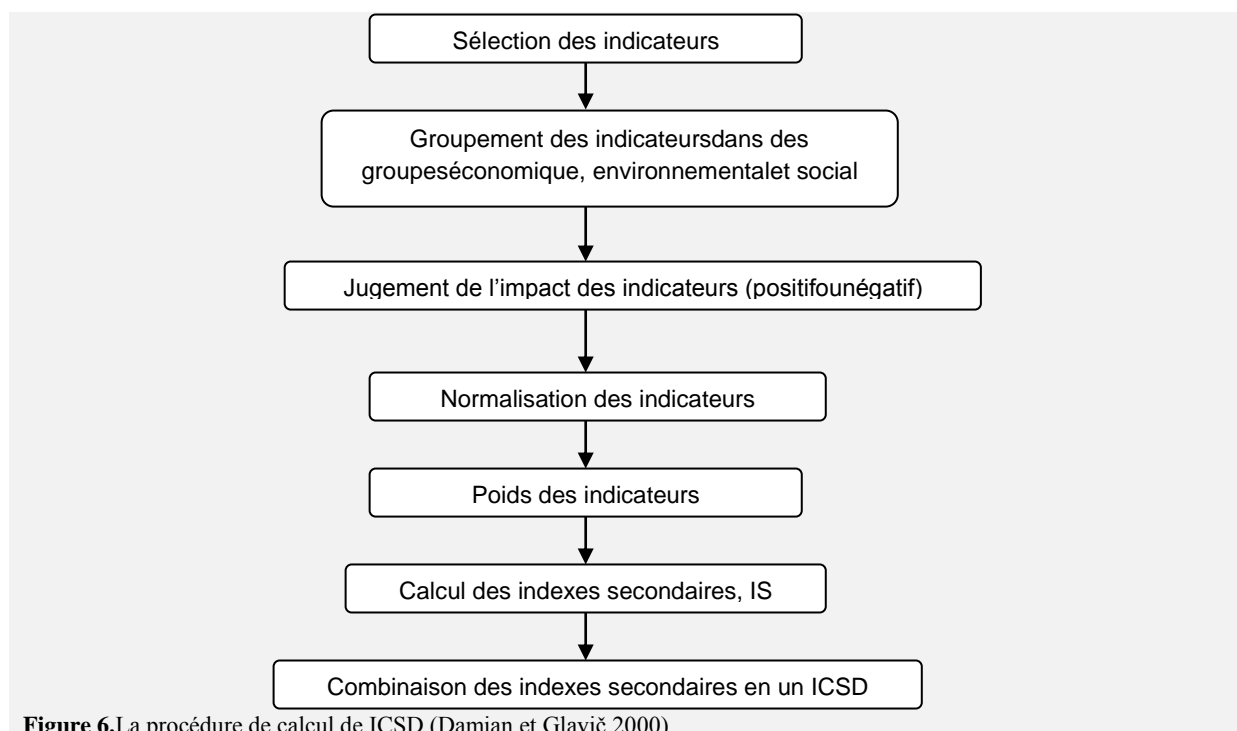 Sélection des indicateurs
Groupement des indicateursdans des
groupeséconomique, environnementalet social
Jugement de l'impact des indicateurs (positifounégatif)
Normalisation des indicateurs
Poids des indicateurs
Calcul des indexes secondaires, IS
Combinaison des indexes secondaires en un ICSD
Figure 6.La procédure de calcul de ICSD (Damian et Glavič 2000)